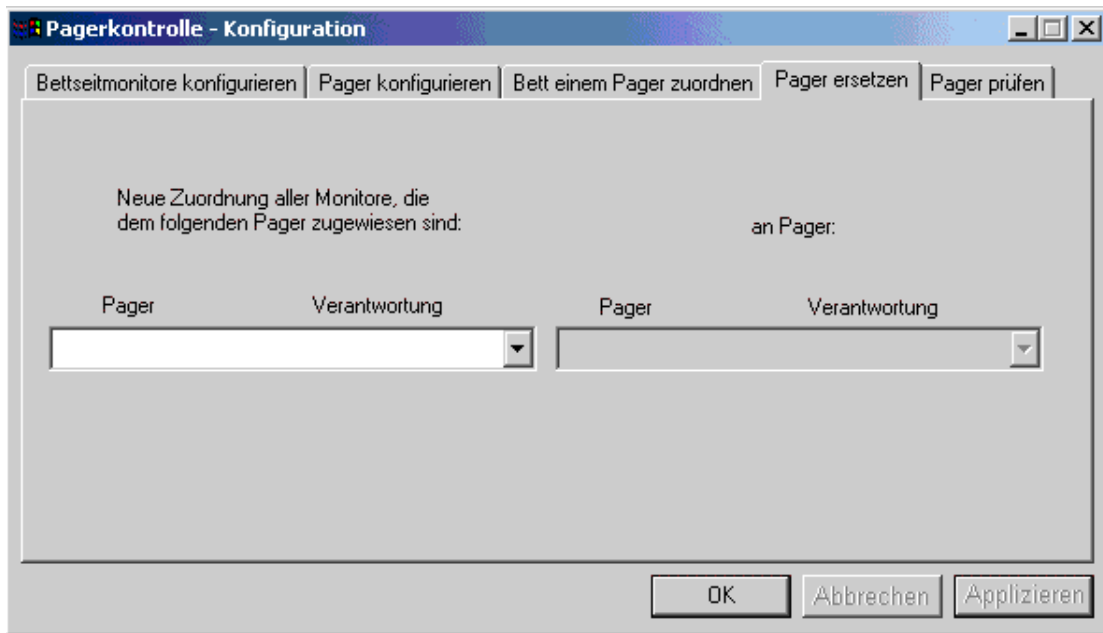 Pagerkontrolle - Konfiguration
Bettseitmonitore konfigurieren Pager konfigurieren Bett einem Pager zuordnen Pager ersetzen Pager prüfen
Neue Zuordnung aller Monitore, die
dem folgenden Pager zugewiesen sind:
an Pager:
Pager Verantwortung Pager Verantwortung
OK Abbrechen Applizieren